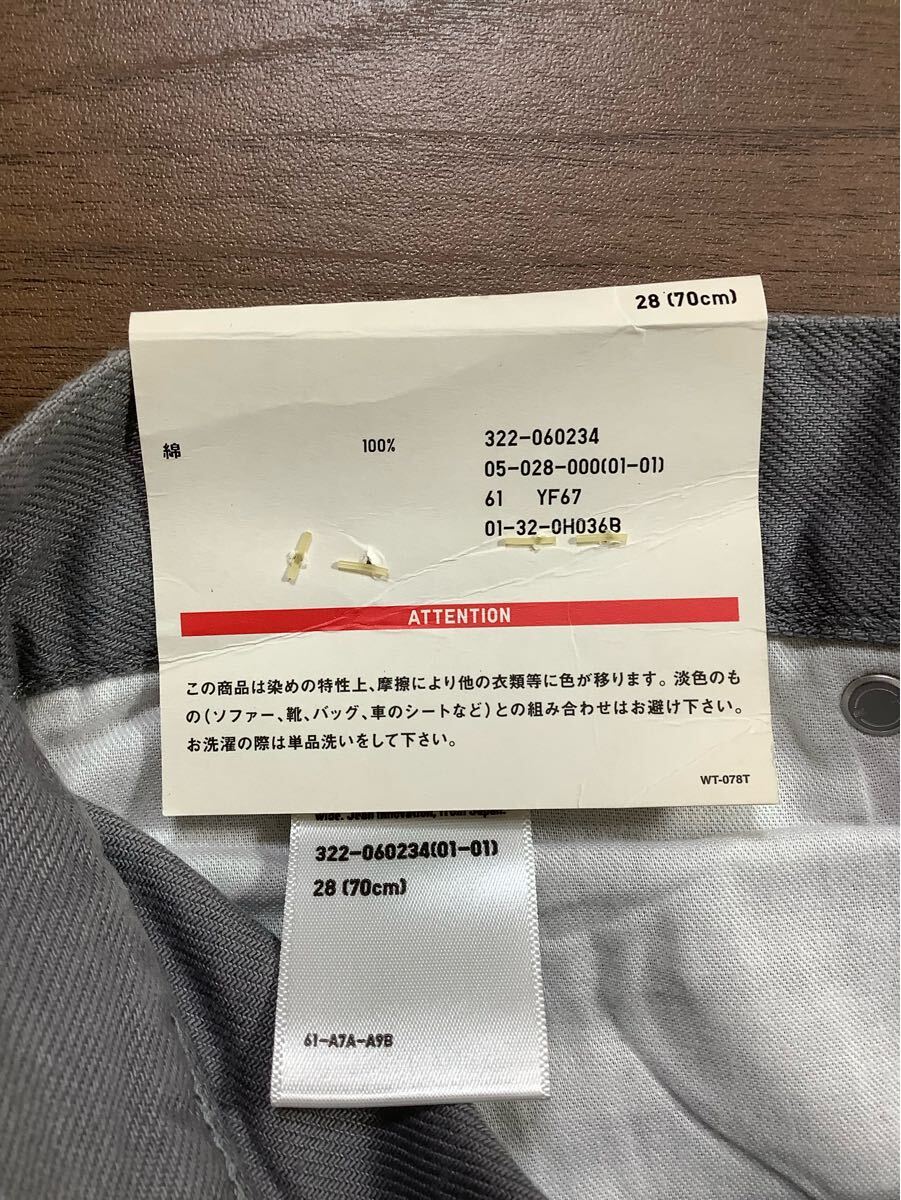 28 (70cm)
綿 100%
322-060234
05-028-000(01-01)
61 YF67
01-32-0H036B
ATTENTION
この商品は染めの特性上、摩擦により他の衣類等に色が移ります。淡色のも
の(ソファー、靴、バッグ、車のシートなど)との組み合わせはお避け下さい。
お洗濯の際は単品洗いをして下さい。
WT-078T
wide. Jean Innovation, from Japan.
322-060234(01-01)
28 (70cm)
61-A7A-A9B